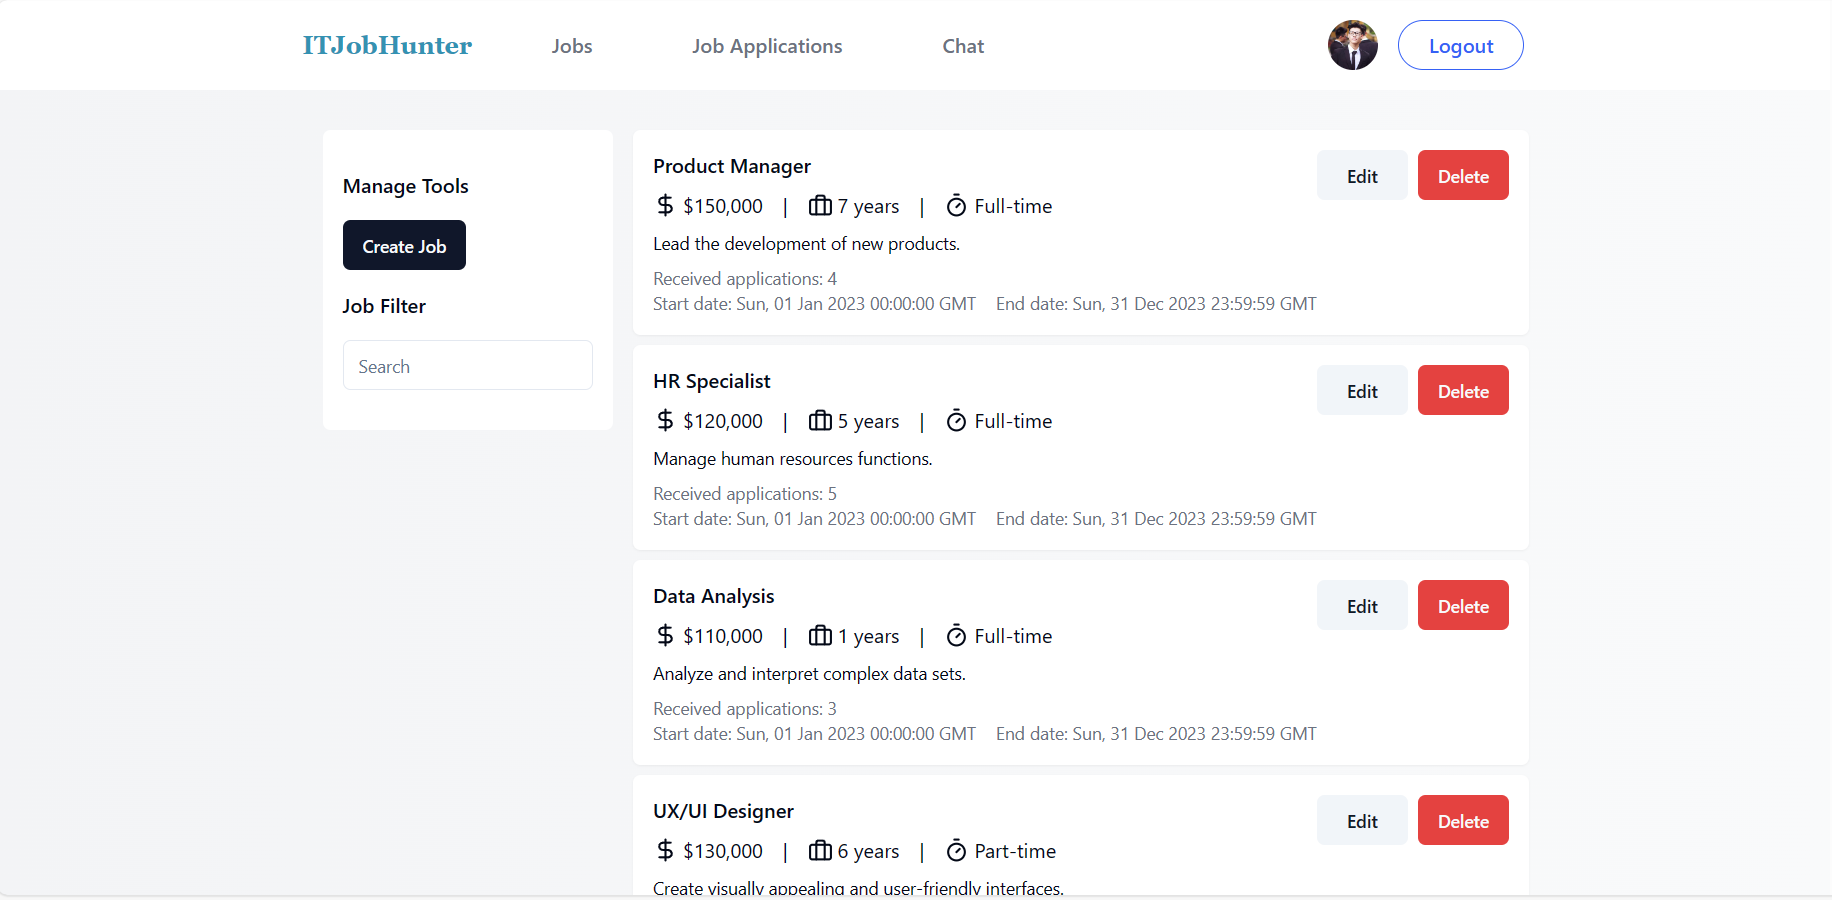 ITJobHunter Jobs Job Applications Chat Logout
Manage Tools
Create Job
Job Filter
Search
Product Manager Edit Delete
$150,000 | 7 years | Full-time
Lead the development of new products.
Received applications: 4
Start date: Sun, 01 Jan 2023 00:00:00 GMT End date: Sun, 31 Dec 2023 23:59:59 GMT
HR Specialist Edit Delete
$120,000 | 5 years | Full-time
Manage human resources functions.
Received applications: 5
Start date: Sun, 01 Jan 2023 00:00:00 GMT End date: Sun, 31 Dec 2023 23:59:59 GMT
Data Analysis Edit Delete
$110,000 | 1 years | Full-time
Analyze and interpret complex data sets.
Received applications: 3
Start date: Sun, 01 Jan 2023 00:00:00 GMT End date: Sun, 31 Dec 2023 23:59:59 GMT
UX/UI Designer Edit Delete
$130,000 | 6 years | Part-time
Create visually appealing and user-friendly interfaces.